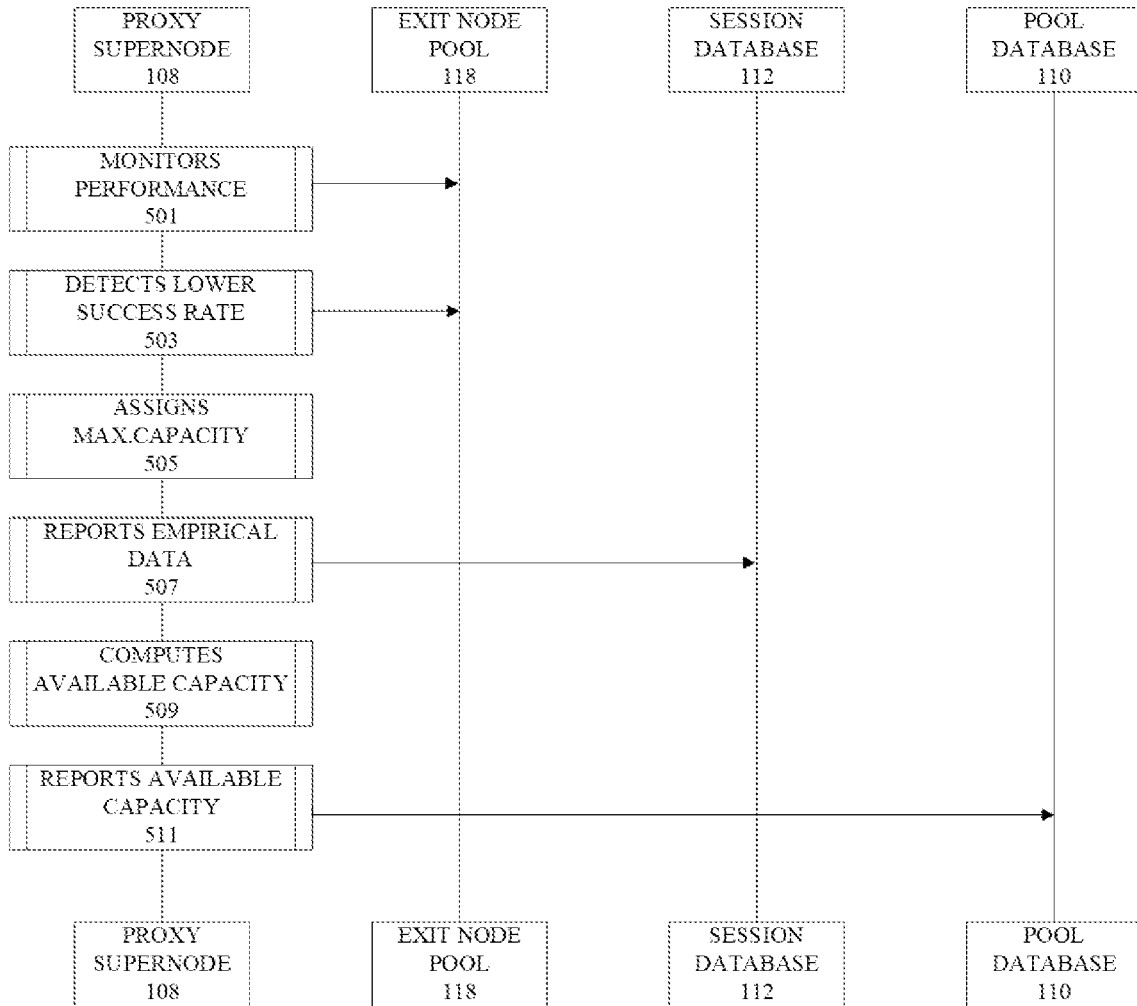 PROXY
SUPERNODE
108
EXIT NODE
POOL
118
SESSION
DATABASE
112
POOL
DATABASE
110
MONITORS
PERFORMANCE
501
DETECTS LOWER
SUCCESS RATE
503
ASSIGNS
MAX.CAPACITY
505
REPORTS EMPIRICAL
DATA
507
COMPUTES
AVAILABLE CAPACITY
509
REPORTS AVAILABLE
CAPACITY
511
PROXY
SUPERNODE
108
EXIT NODE
POOL
118
SESSION
DATABASE
112
POOL
DATABASE
110